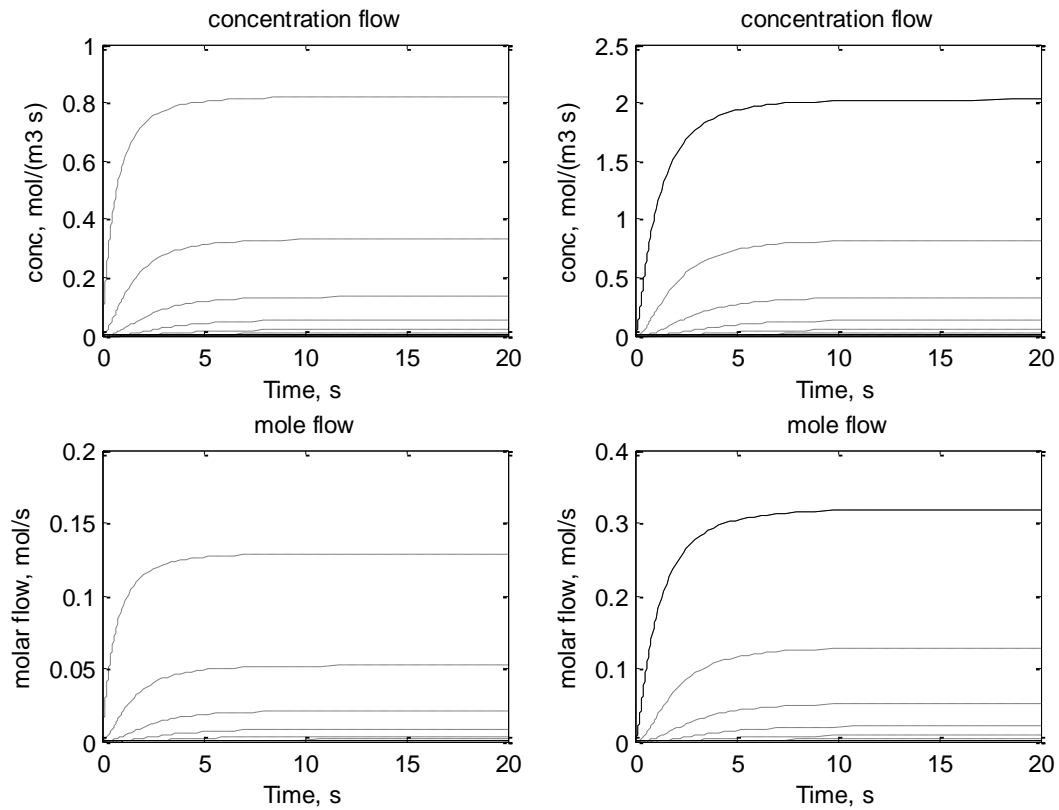 concentration flow
conc, mol/(m3 s)
1
0.8
0.6
0.4
0.2
0
0 5 10 15 20
Time, s
concentration flow
conc, mol/(m3 s)
2.5
2
1.5
1
0.5
0
0 5 10 15 20
Time, s
mole flow
molar flow, mol/s
0.2
0.15
0.1
0.05
0
0 5 10 15 20
Time, s
mole flow
molar flow, mol/s
0.4
0.3
0.2
0.1
0
0 5 10 15 20
Time, s